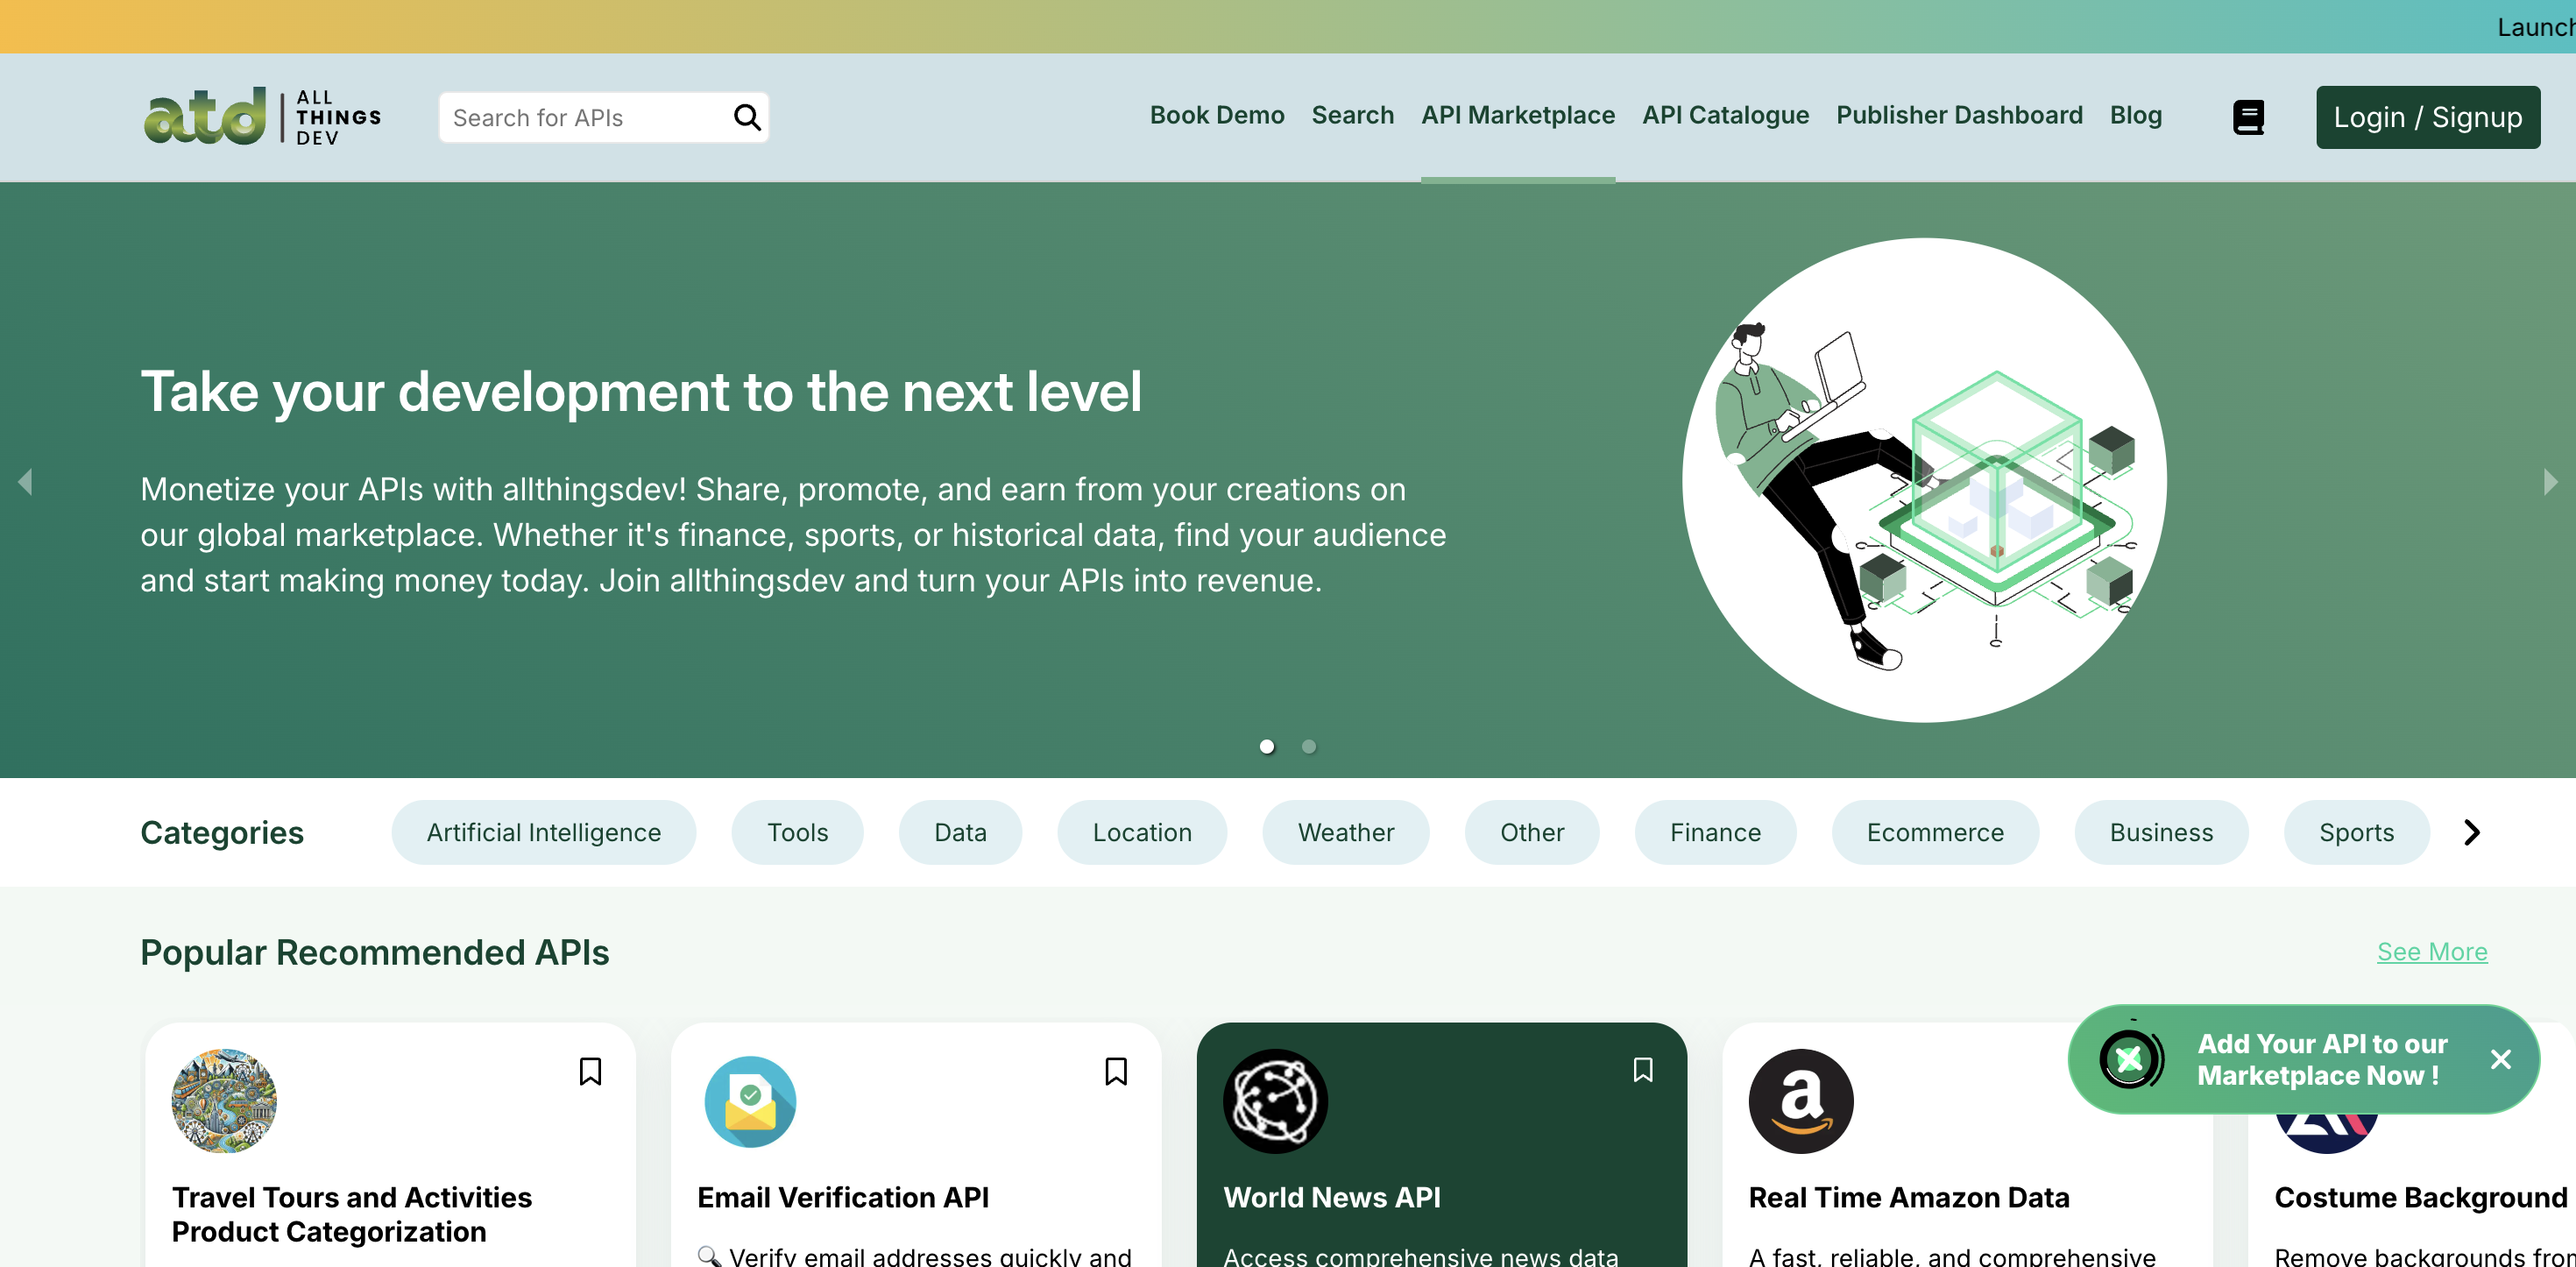 Launch
atd ALL
THINGS
DEV
Search for APIs
Book Demo Search API Marketplace API Catalogue Publisher Dashboard Blog
Login / Signup
Take your development to the next level
Monetize your APIs with allthingsdev! Share, promote, and earn from your creations on
our global marketplace. Whether it's finance, sports, or historical data, find your audience
and start making money today. Join allthingsdev and turn your APIs into revenue.
Categories Artificial Intelligence Tools Data Location Weather Other Finance Ecommerce Business Sports
Popular Recommended APIs
See More
Add Your API to our
Marketplace Now !
Travel Tours and Activities
Product Categorization
Email Verification API
🔍 Verify email addresses quickly and
World News API
Access comprehensive news data
Real Time Amazon Data
A fast, reliable, and comprehensive
Costume Background
Remove backgrounds from